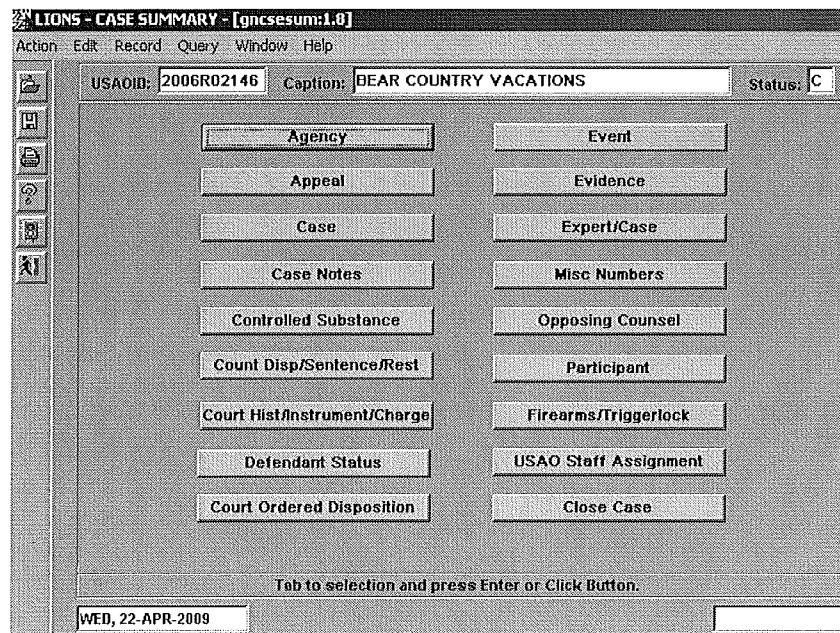 LIONS - CASE SUMMARY - [gncsesum:1.8]
Action Edit Record Query Window Help
USAOID: 2006R02146 Caption: BEAR COUNTRY VACATIONS Status: C
Agency Event
Appeal Evidence
Case Expert/Case
Case Notes Misc Numbers
Controlled Substance Opposing Counsel
Count Disp/Sentence/Rest Participant
Court Hist/Instrument/Charge Firearms/Triggerlock
Defendant Status USAO Staff Assignment
Court Ordered Disposition Close Case
Tab to selection and press Enter or Click Button.
WED, 22-APR-2009